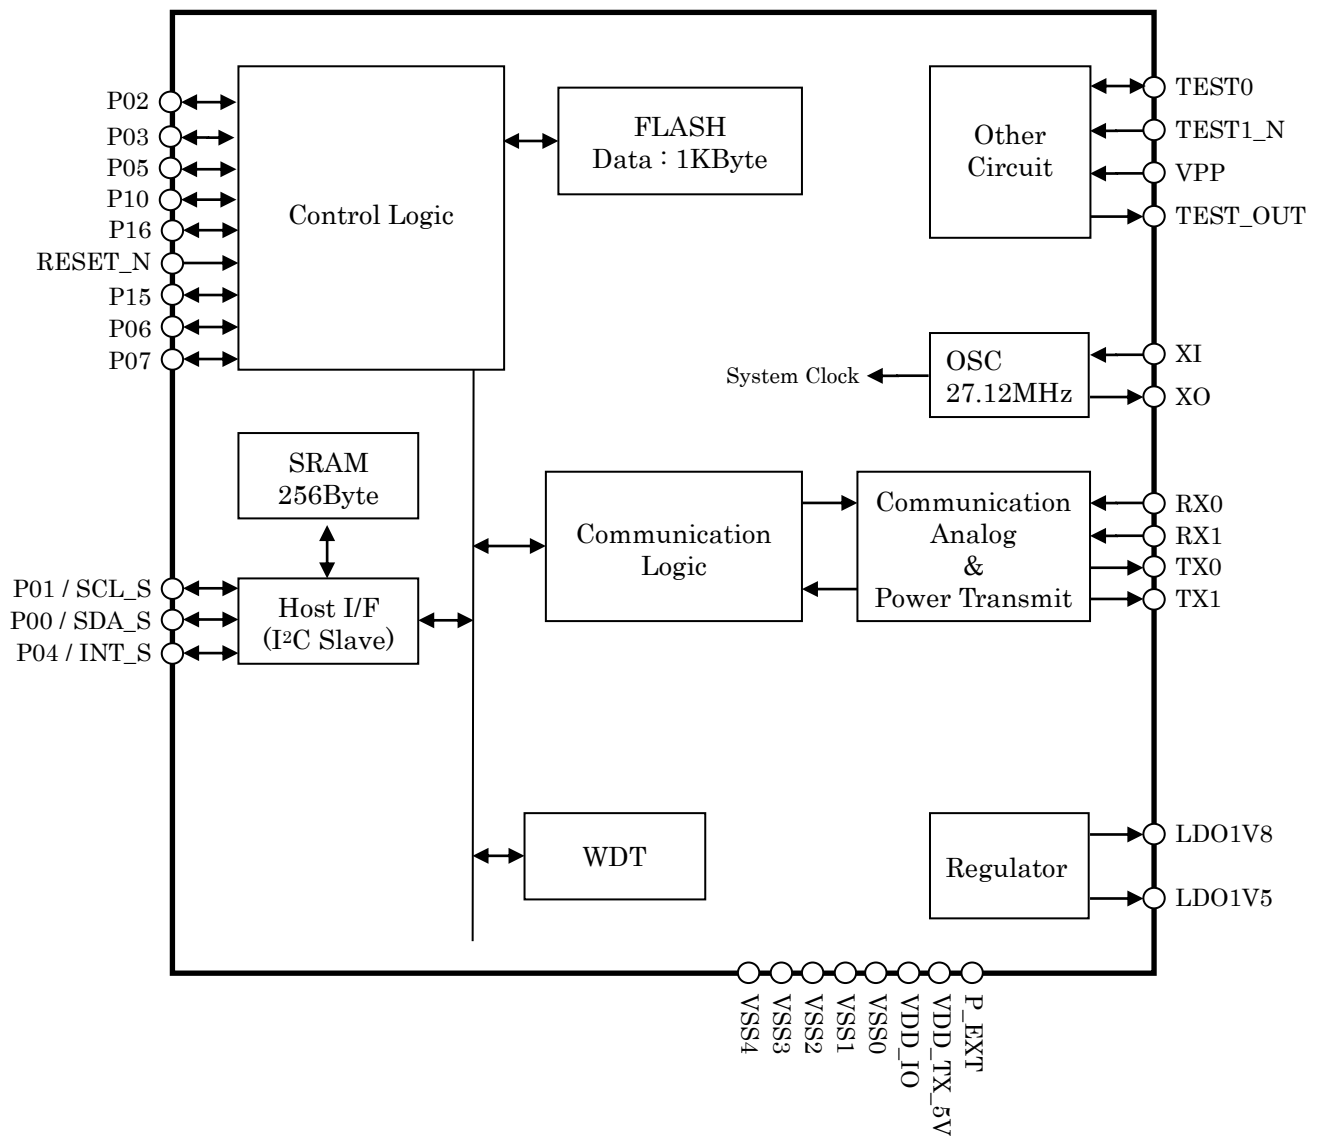 P02
P03
P05
P10
P16
RESET_N
P15
P06
P07
Control Logic
FLASH
Data : 1KByte
Other
Circuit
TEST0
TEST1_N
VPP
TEST_OUT
System Clock
OSC
27.12MHz
XI
XO
SRAM
256Byte
P01 / SCL_S
P00 / SDA_S
P04 / INT_S
Host I/F
(I²C Slave)
Communication
Logic
Communication
Analog
&
Power Transmit
RX0
RX1
TX0
TX1
WDT
Regulator
LDO1V8
LDO1V5
VSS4
VSS3
VSS2
VSS1
VSS0
VDD_IO
VDD_TX_5V
P_EXT